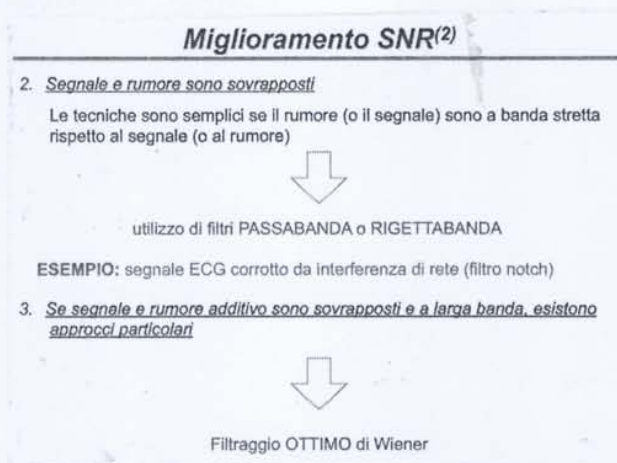 Miglioramento SNR(2)
2. Segnale e rumore sono sovrapposti
Le tecniche sono semplici se il rumore (o il segnale) sono a banda stretta
rispetto al segnale (o al rumore)
utilizzo di filtri PASSABANDA o RIGETTABANDA
ESEMPIO: segnale ECG corrotto da interferenza di rete (filtro notch)
3. Se segnale e rumore additivo sono sovrapposti e a larga banda, esistono
approcci particolari
Filtraggio OTTIMO di Wiener